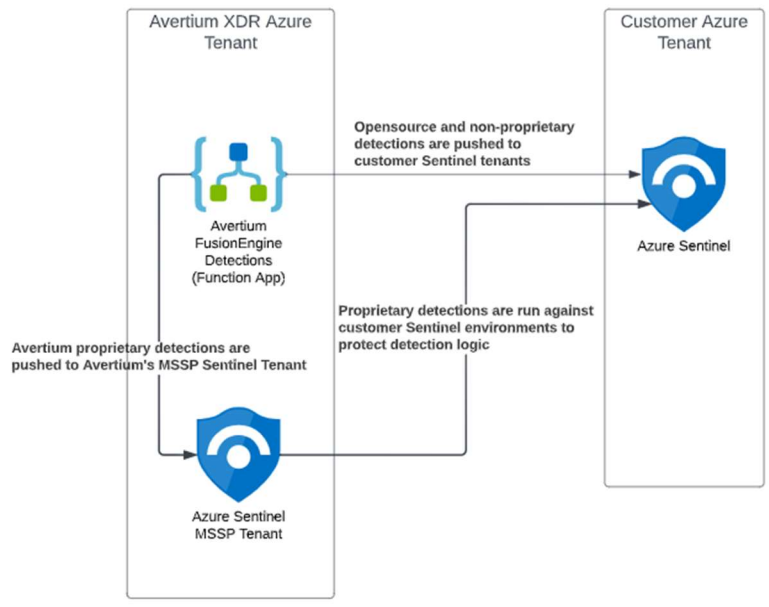 Avertium XDR Azure
Tenant
Customer Azure
Tenant
Opensource and non-proprietary
detections are pushed to
customer Sentinel tenants
Avertium
FusionEngine
Detections
(Function App)
Azure Sentinel
Proprietary detections are run against
customer Sentinel environments to
protect detection logic
Avertium proprietary detections are
pushed to Avertium's MSSP Sentinel Tenant
Azure Sentinel
MSSP Tenant